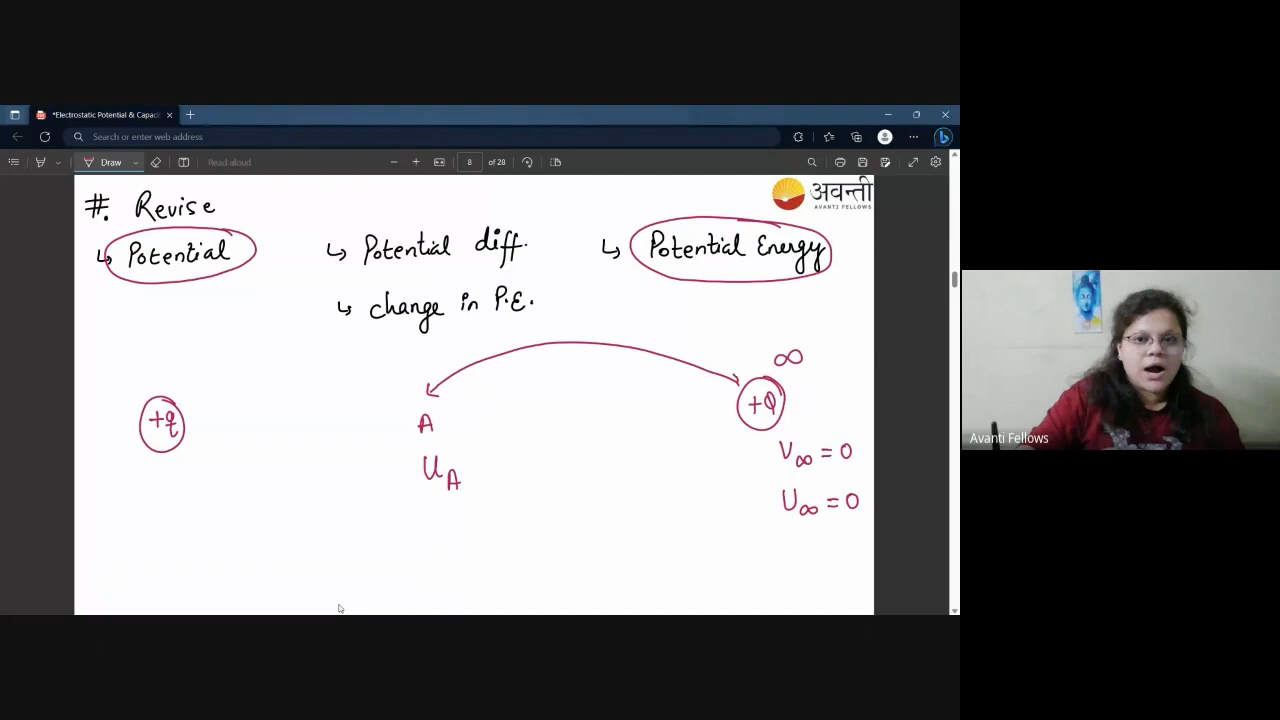 *Electrostatic Potential & Capaci
Search or enter web address
Draw
Read aloud
8 of 28
#. Revise
अवन्ती
AVANTI FELLOWS
↳ Potential ↳ Potential diff. ↳ Potential Energy
↳ change in P.E.
∞
+q A +Q
U_A V_∞ = 0
U_∞ = 0
Avanti Fellows